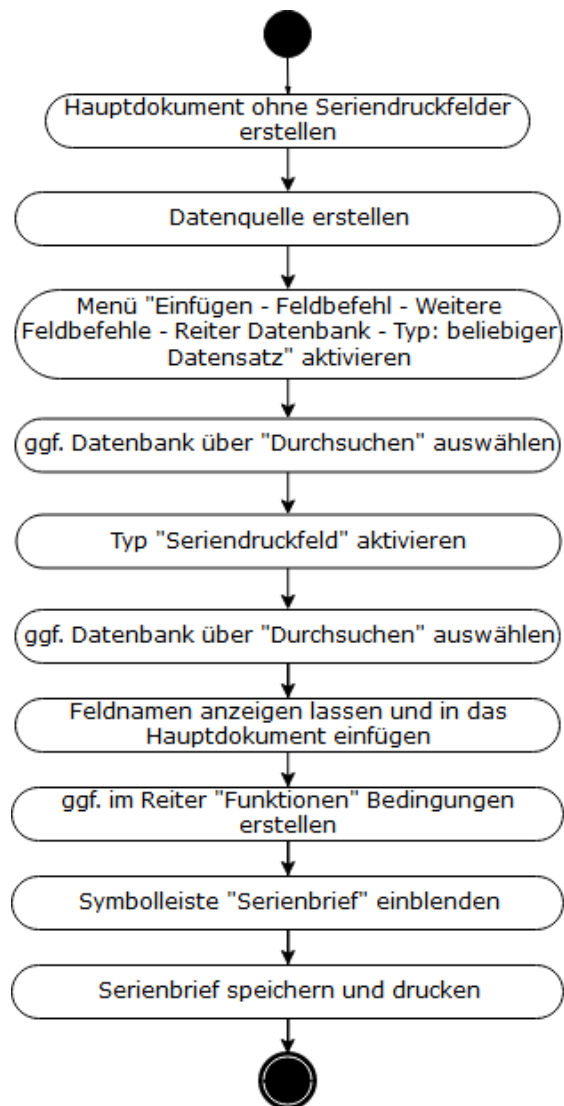 Hauptdokument ohne Seriendruckfelder
erstellen
Datenquelle erstellen
Menü "Einfügen - Feldbefehl - Weitere
Feldbefehle - Reiter Datenbank - Typ: beliebiger
Datensatz" aktivieren
ggf. Datenbank über "Durchsuchen" auswählen
Typ "Seriendruckfeld" aktivieren
ggf. Datenbank über "Durchsuchen" auswählen
Feldnamen anzeigen lassen und in das
Hauptdokument einfügen
ggf. im Reiter "Funktionen" Bedingungen
erstellen
Symbolleiste "Serienbrief" einblenden
Serienbrief speichern und drucken